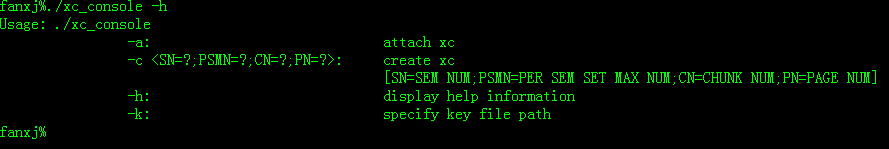 fanxj%./xc_console -h
Usage: ./xc_console
-a: attach xc
-c <SN=?;PSMN=?;CN=?;PN=?>: create xc
[SN=SEM NUM;PSMN=PER SEM SET MAX NUM;CN=CHUNK NUM;PN=PAGE NUM]
-h: display help information
-k: specify key file path
fanxj%